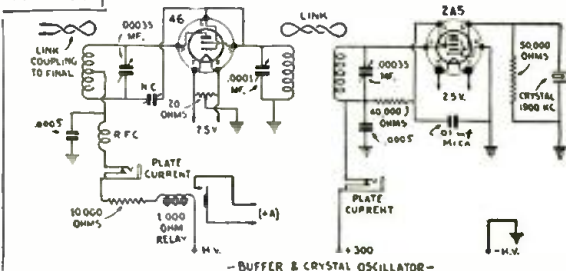 LINK COUPLING TO FINAL
.00035 MF.
46
N.C.
20 OHMS
2.5V.
.0001 MF.
LINK
.0005
R.F.C.
PLATE CURRENT
10,000 OHMS
1,000 OHM RELAY
(+A)
H.V.
2A5
.00035 MF.
40,000 OHMS
.0005
2.5V.
.01 MF MICA
50,000 OHMS
CRYSTAL 1900 KC.
PLATE CURRENT
+300
-H.V.
-BUFFER & CRYSTAL OSCILLATOR-